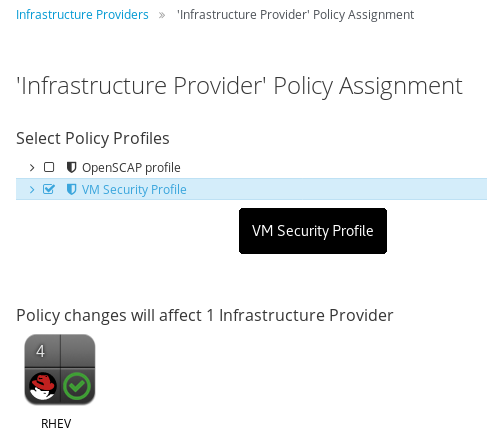 Infrastructure Providers » 'Infrastructure Provider' Policy Assignment
'Infrastructure Provider' Policy Assignment
Select Policy Profiles
OpenSCAP profile
VM Security Profile
VM Security Profile
Policy changes will affect 1 Infrastructure Provider
4
RHEV